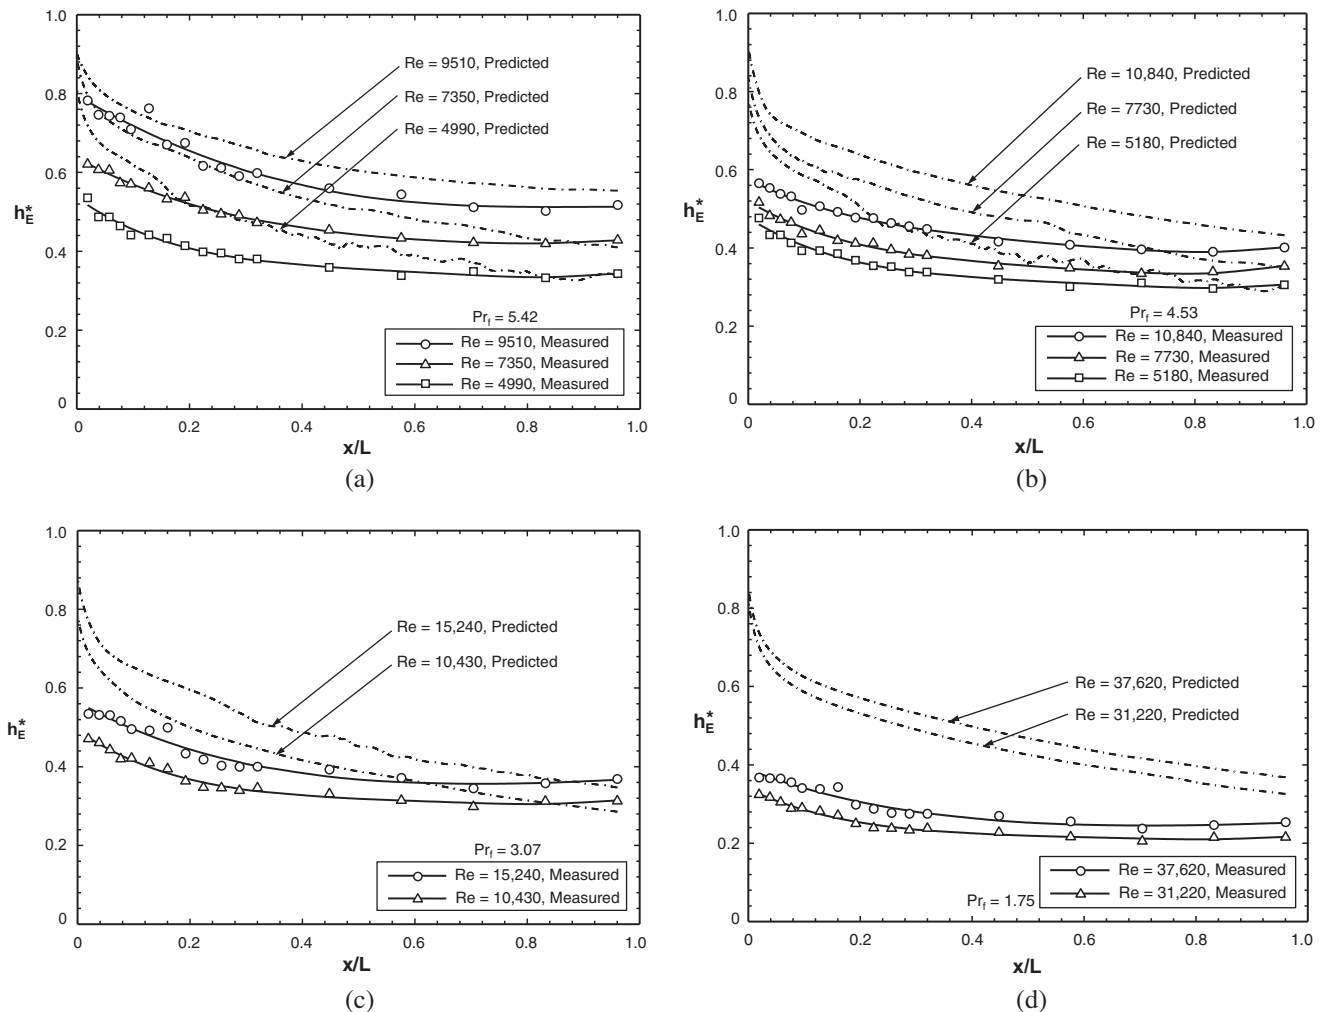 1.0
0.8
0.6
h*E
0.4
0.2
0
Re = 9510, Predicted
Re = 7350, Predicted
Re = 4990, Predicted
Prf = 5.42
Re = 9510, Measured
Re = 7350, Measured
Re = 4990, Measured
0 0.2 0.4 0.6 0.8 1.0
x/L
(a)
1.0
0.8
0.6
h*E
0.4
0.2
0
Re = 10,840, Predicted
Re = 7730, Predicted
Re = 5180, Predicted
Prf = 4.53
Re = 10,840, Measured
Re = 7730, Measured
Re = 5180, Measured
0 0.2 0.4 0.6 0.8 1.0
x/L
(b)
1.0
0.8
0.6
h*E
0.4
0.2
0
Re = 15,240, Predicted
Re = 10,430, Predicted
Prf = 3.07
Re = 15,240, Measured
Re = 10,430, Measured
0 0.2 0.4 0.6 0.8 1.0
x/L
(c)
1.0
0.8
0.6
h*E
0.4
0.2
0
Re = 37,620, Predicted
Re = 31,220, Predicted
Prf = 1.75
Re = 37,620, Measured
Re = 31,220, Measured
0 0.2 0.4 0.6 0.8 1.0
x/L
(d)